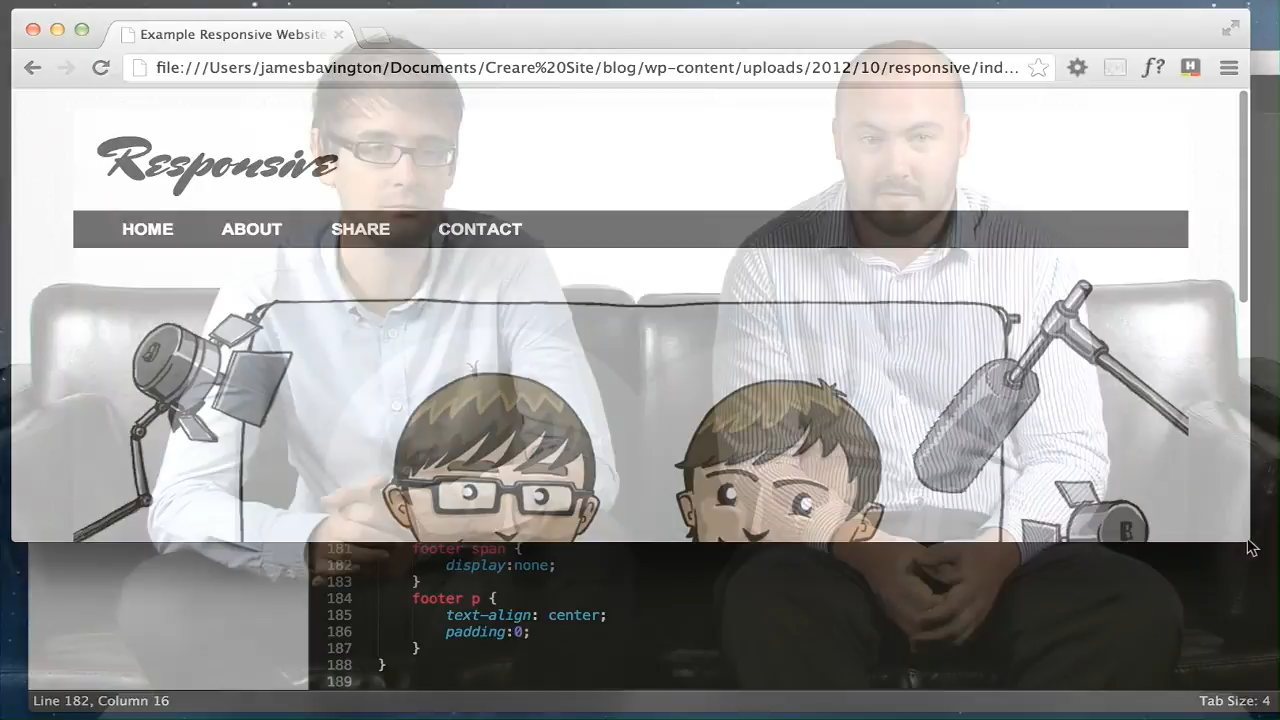 Example Responsive Website
file:///Users/jamesbavington/Documents/Creare%20Site/blog/wp-content/uploads/2012/10/responsive/ind...
f?
H
Responsive
HOME ABOUT SHARE CONTACT
B
181 footer span {
182 display:none;
183 }
184 footer p {
185 text-align: center;
186 padding:0;
187 }
188 }
189
Line 182, Column 16
Tab Size: 4